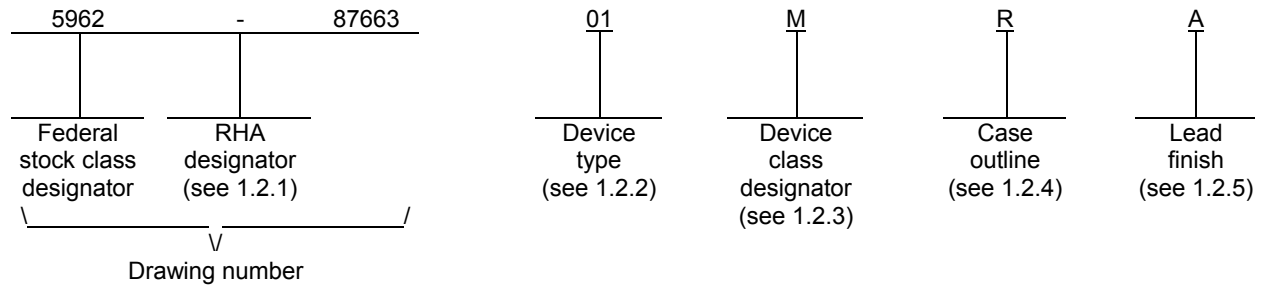 5962 - 87663 01 M R A
Federal stock class designator
RHA designator (see 1.2.1)
Device type (see 1.2.2)
Device class designator (see 1.2.3)
Case outline (see 1.2.4)
Lead finish (see 1.2.5)
Drawing number